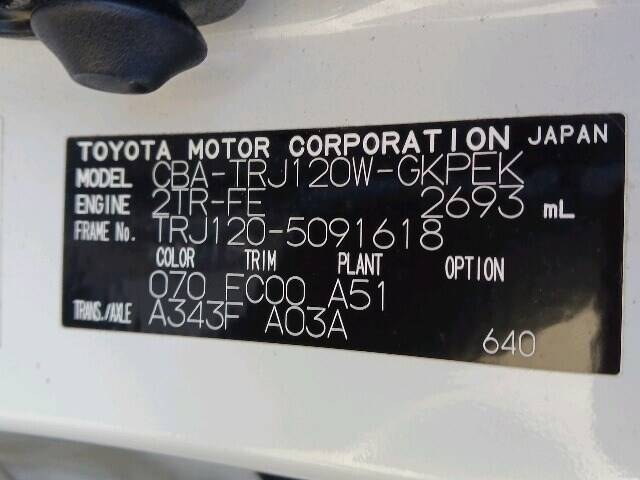 TOYOTA MOTOR CORPORATION JAPAN
MODEL CBA-TRJ120W-GKPEK
ENGINE 2TR-FE 2693 mL
FRAME No. TRJ120-5091618
COLOR TRIM PLANT OPTION
070 FC00 A51
TRANS./AXLE A343F A03A
640